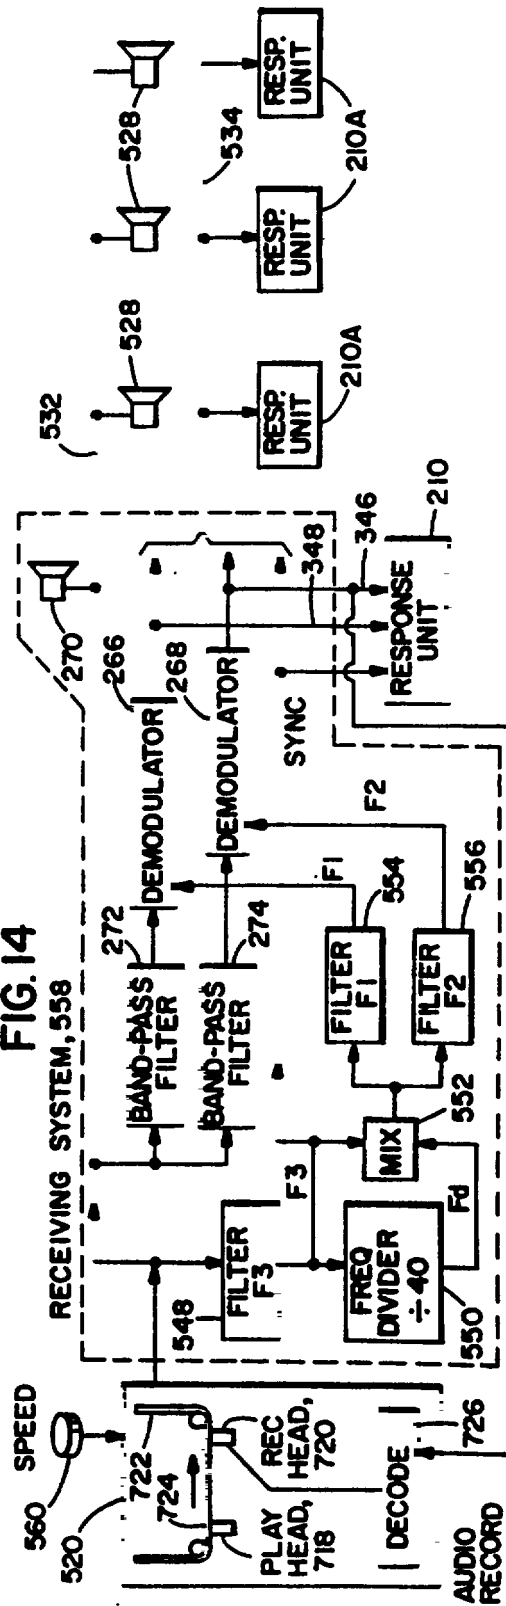 FIG. 14
RECEIVING SYSTEM, 558
SPEED
560
520
722
724
PLAY
HEAD,
718
REC
HEAD,
720
DECODE
726
AUDIO
RECORD
548
FILTER
F3
F3
FREQ
DIVIDER
÷40
550
Fd
MIX
552
BAND-PASS
FILTER
272
BAND-PASS
FILTER
274
FILTER
F1
554
FILTER
F2
556
F1
F2
DEMODULATOR
266
DEMODULATOR
268
270
SYNC
348
346
RESPONSE
UNIT
210
532
528
528
534
RESP.
UNIT
210A
RESP.
UNIT
RESP.
UNIT
210A